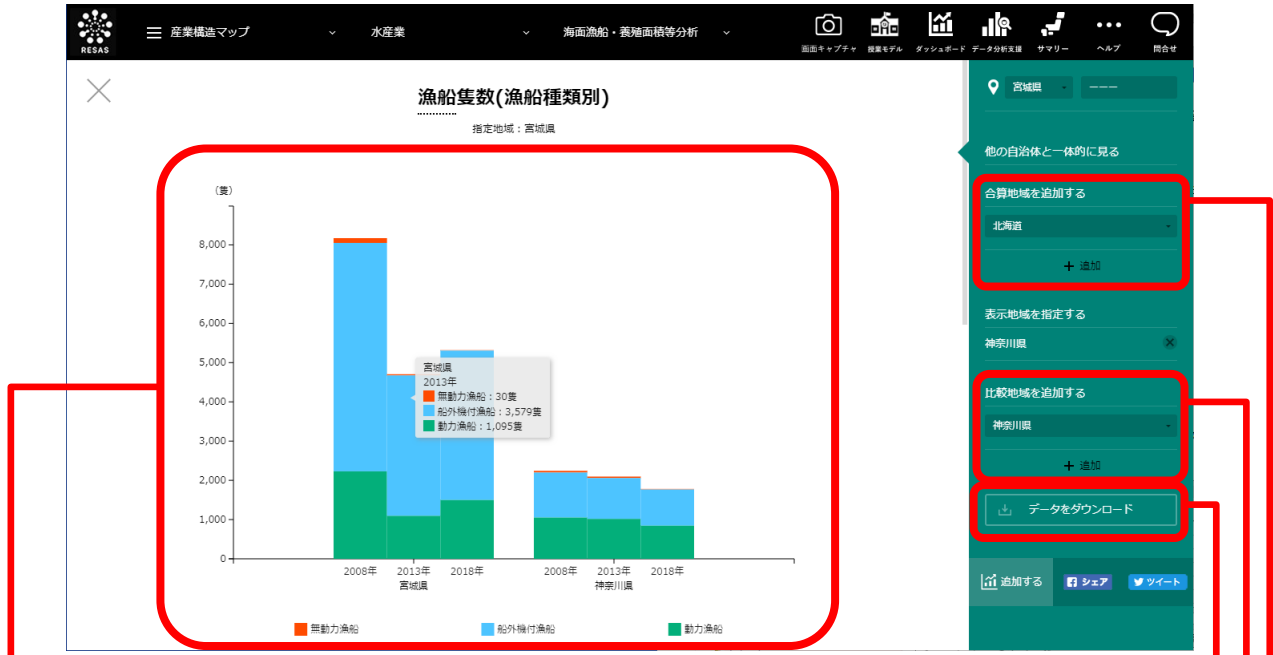 RESAS
産業構造マップ
水産業
海面漁船・養殖面積等分析
画面キャプチャ
授業モデル
ダッシュボード
データ分析支援
サマリー
ヘルプ
問合せ
漁船隻数(漁船種類別)
指定地域：宮城県
(隻)
8,000
7,000
6,000
5,000
4,000
3,000
2,000
1,000
0
宮城県
2013年
無動力漁船：30隻
船外機付漁船：3,579隻
動力漁船：1,095隻
2008年 2013年 2018年 2008年 2013年 2018年
宮城県 神奈川県
無動力漁船 船外機付漁船 動力漁船
宮城県 ---
他の自治体と一体的に見る
合算地域を追加する
北海道
+ 追加
表示地域を指定する
神奈川県
比較地域を追加する
神奈川県
+ 追加
データをダウンロード
追加する シェア ツイート